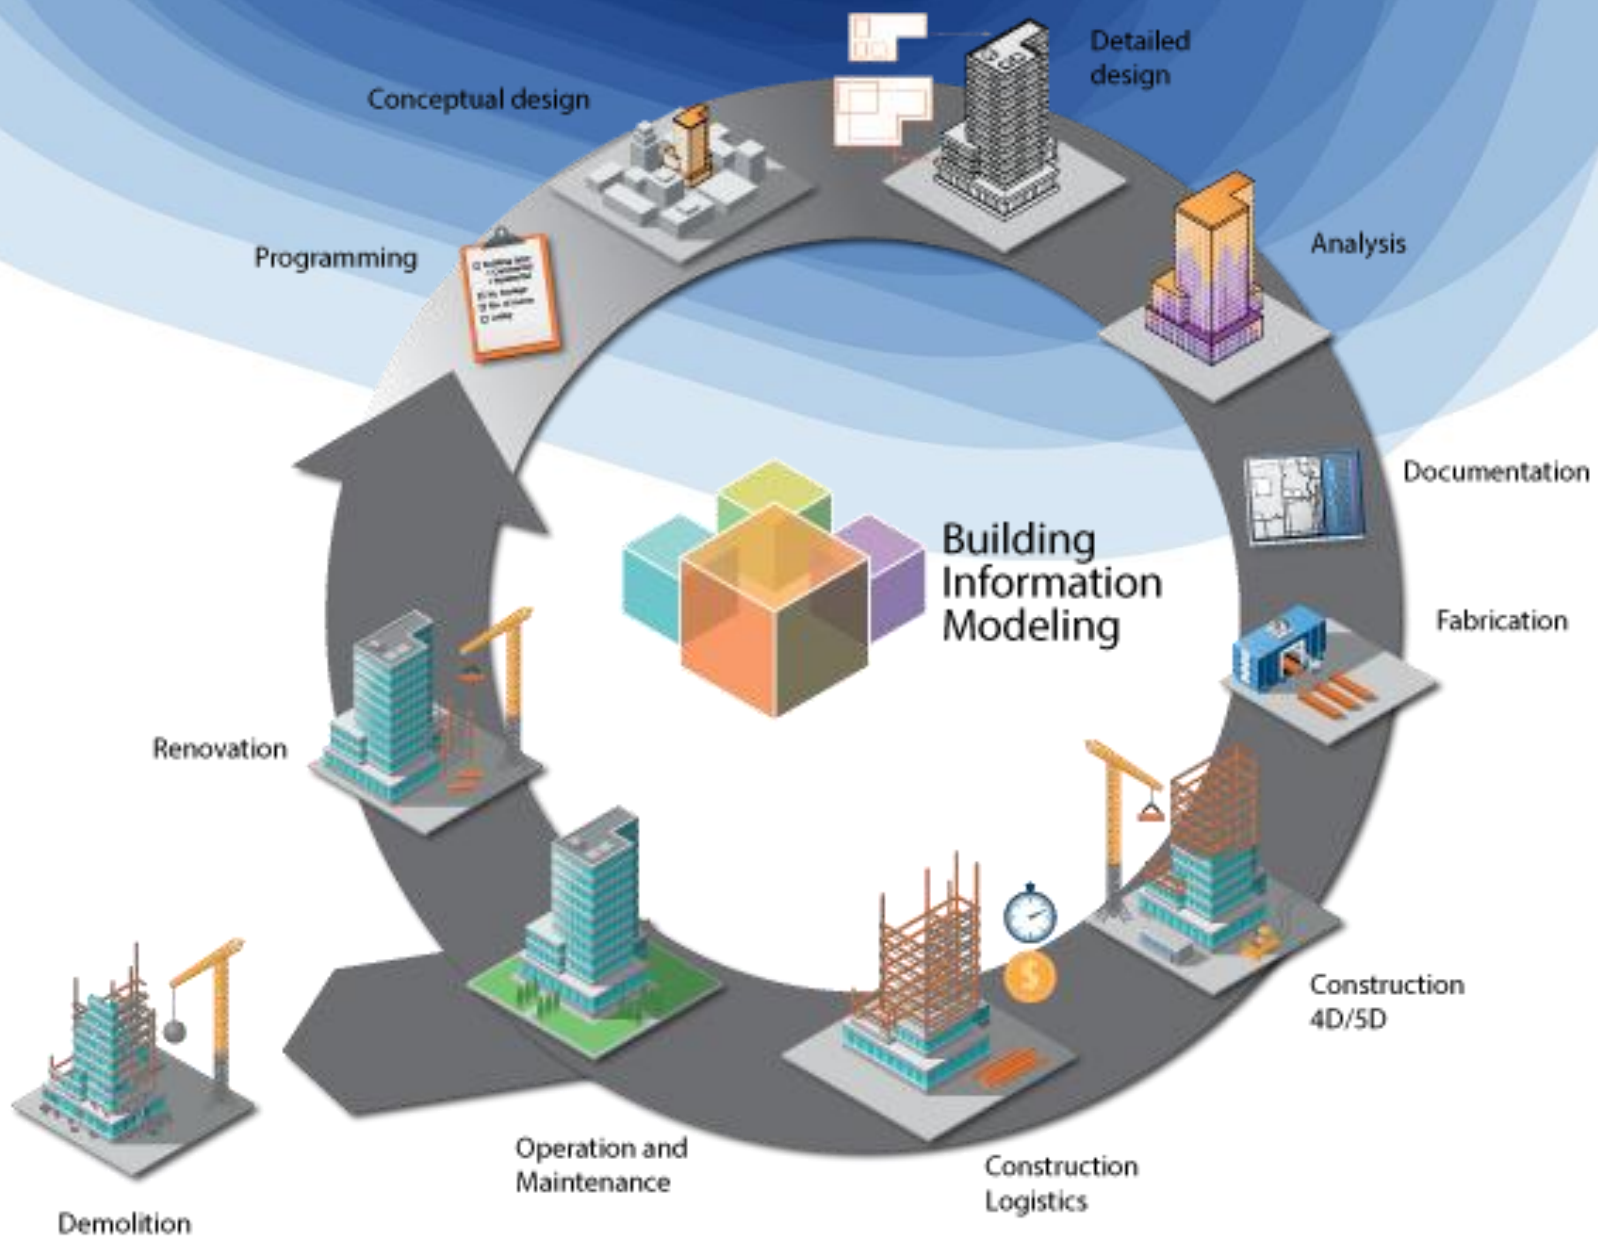 Detailed
design
Conceptual design
Analysis
Programming
Documentation
Building
Information
Modeling
Fabrication
Renovation
Construction
4D/5D
$
Operation and
Maintenance
Construction
Logistics
Demolition